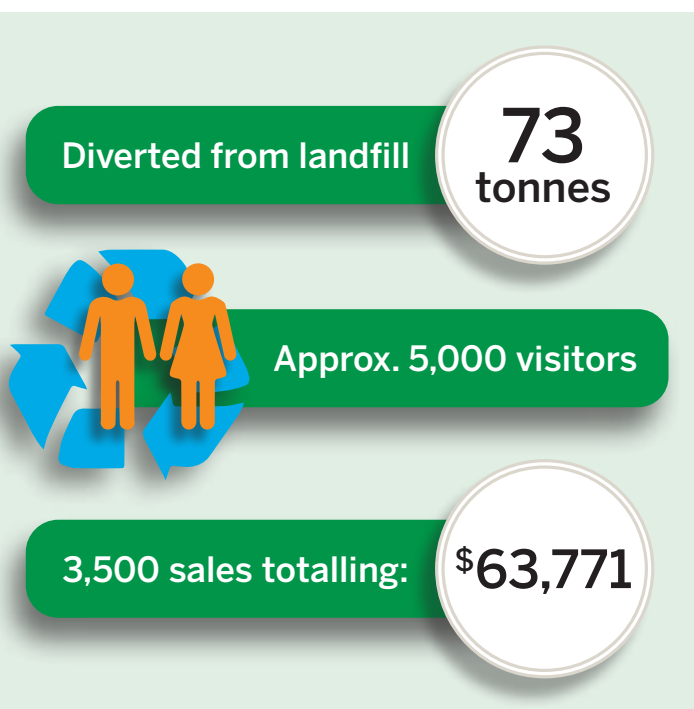 Diverted from landfill
73
tonnes
Approx. 5,000 visitors
3,500 sales totalling:
$63,771